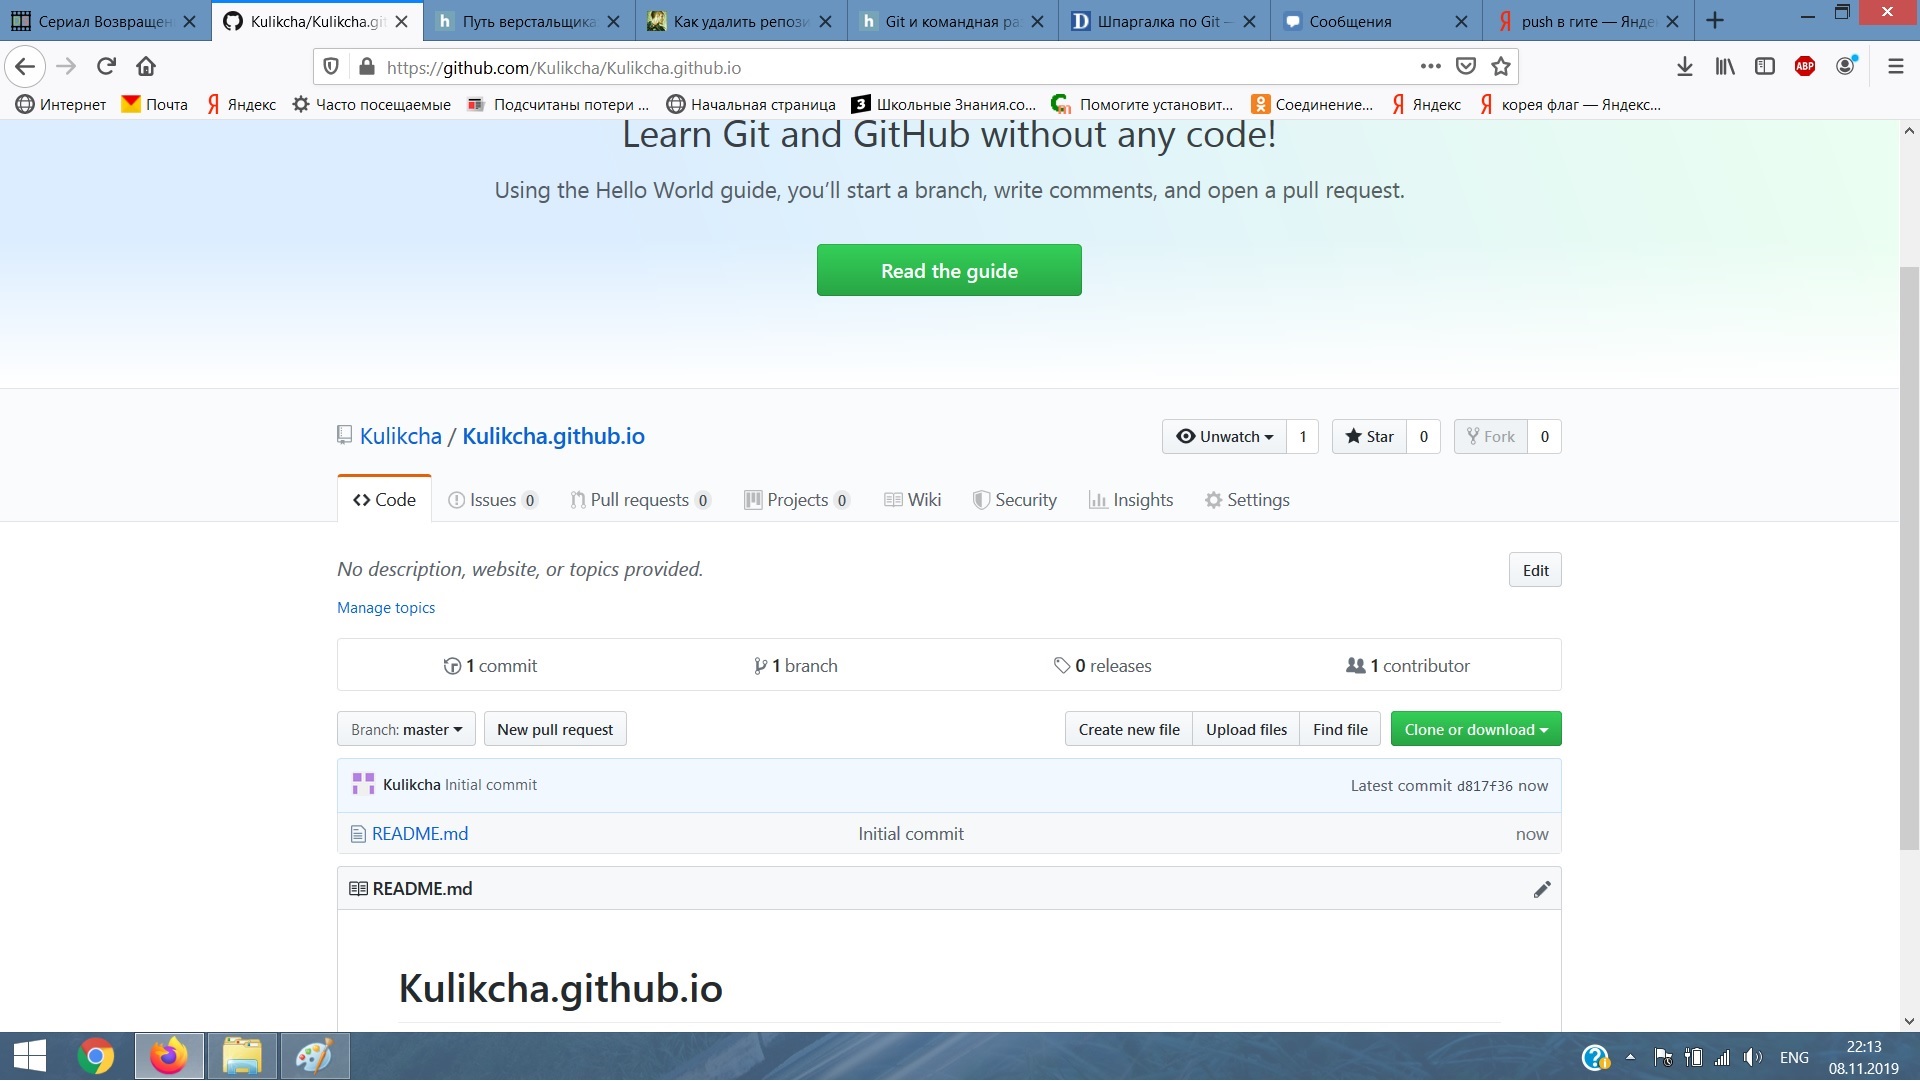 Сериал Возвращен
Kulikcha/Kulikcha.git
Путь верстальщика
Как удалить репози
Git и командная ра
Шпаргалка по Git —
Сообщения
push в гите — Янде
https://github.com/Kulikcha/Kulikcha.github.io
ABP
Интернет
Почта
Яндекс
Часто посещаемые
Подсчитаны потери ...
Начальная страница
Школьные Знания.co...
Помогите установит...
Соединение...
Яндекс
корея флаг — Яндекс...
Learn Git and GitHub without any code!
Using the Hello World guide, you’ll start a branch, write comments, and open a pull request.
Read the guide
Kulikcha / Kulikcha.github.io
Unwatch 1
Star 0
Fork 0
Code
Issues 0
Pull requests 0
Projects 0
Wiki
Security
Insights
Settings
No description, website, or topics provided.
Edit
Manage topics
1 commit
1 branch
0 releases
1 contributor
Branch: master
New pull request
Create new file
Upload files
Find file
Clone or download
Kulikcha Initial commit
Latest commit d817f36 now
README.md
Initial commit
now
README.md
Kulikcha.github.io
ENG
22:13
08.11.2019